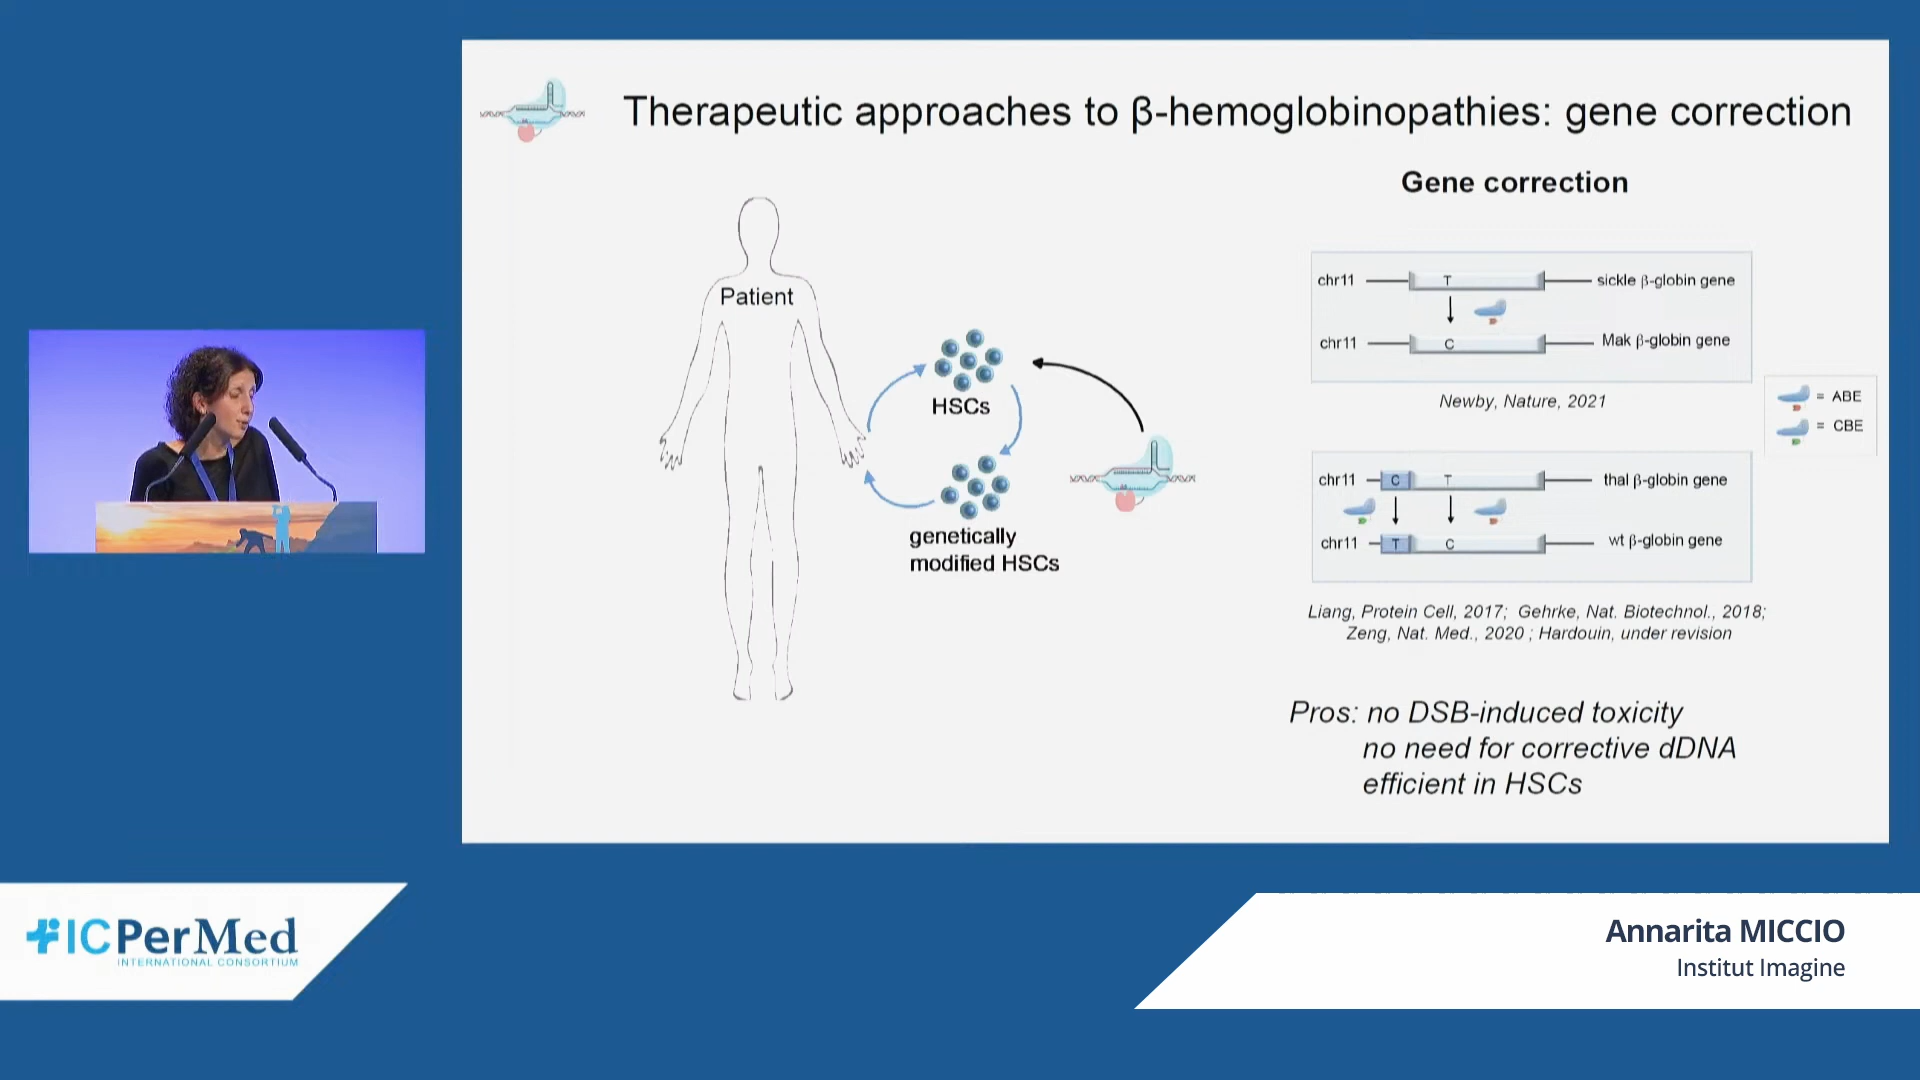 Therapeutic approaches to β-hemoglobinopathies: gene correction
Patient
HSCs
genetically
modified HSCs
Gene correction
chr11 T sickle β-globin gene
chr11 C Mak β-globin gene
Newby, Nature, 2021
= ABE
= CBE
chr11 C T thal β-globin gene
chr11 T C wt β-globin gene
Liang, Protein Cell, 2017; Gehrke, Nat. Biotechnol., 2018;
Zeng, Nat. Med., 2020 ; Hardouin, under revision
Pros: no DSB-induced toxicity
no need for corrective dDNA
efficient in HSCs
ICPerMed
INTERNATIONAL CONSORTIUM
Annarita MICCIO
Institut Imagine